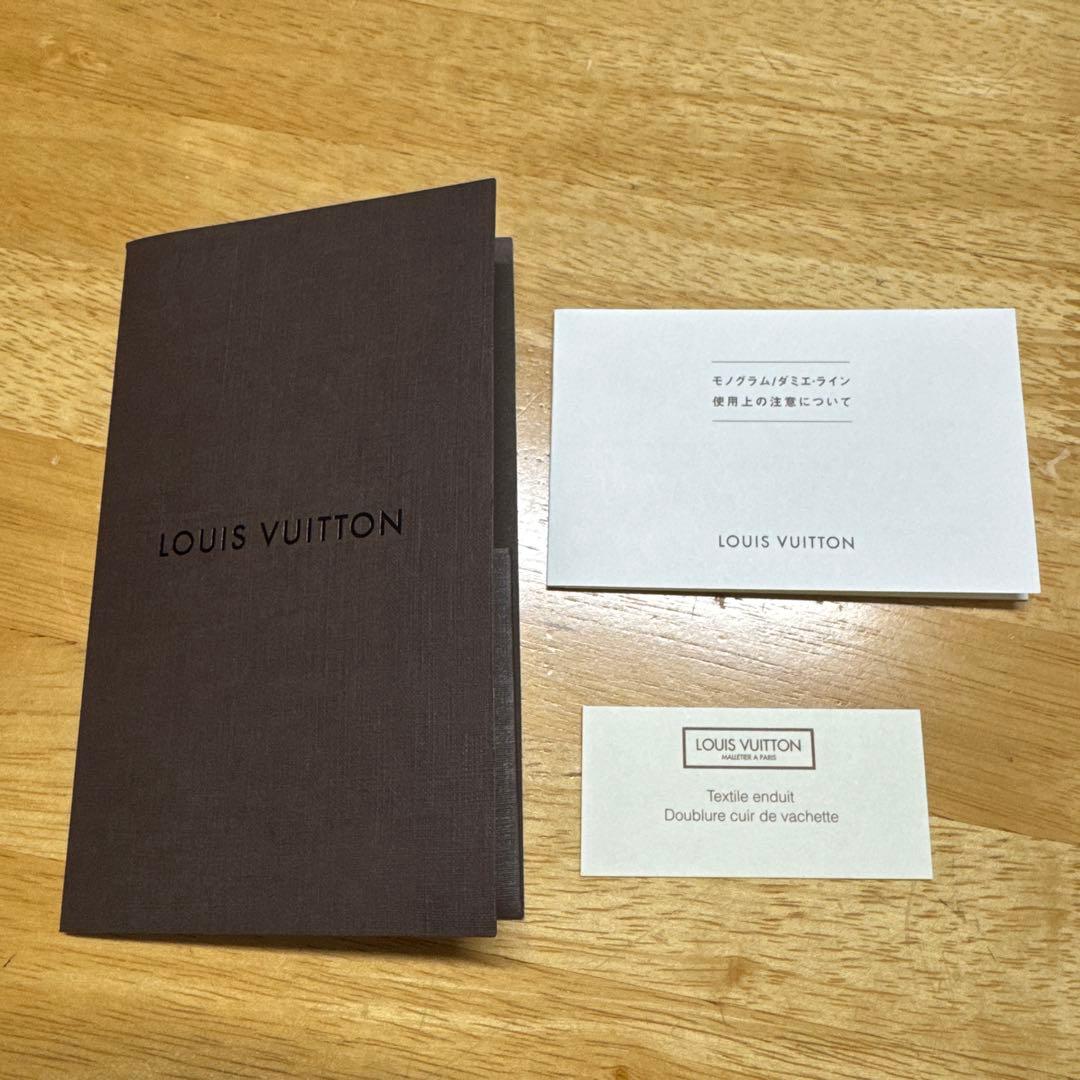 LOUIS VUITTON
モノグラム/ダミエ・ライン
使用上の注意について
LOUIS VUITTON
LOUIS VUITTON
MALLETIER A PARIS
Textile enduit
Doublure cuir de vachette